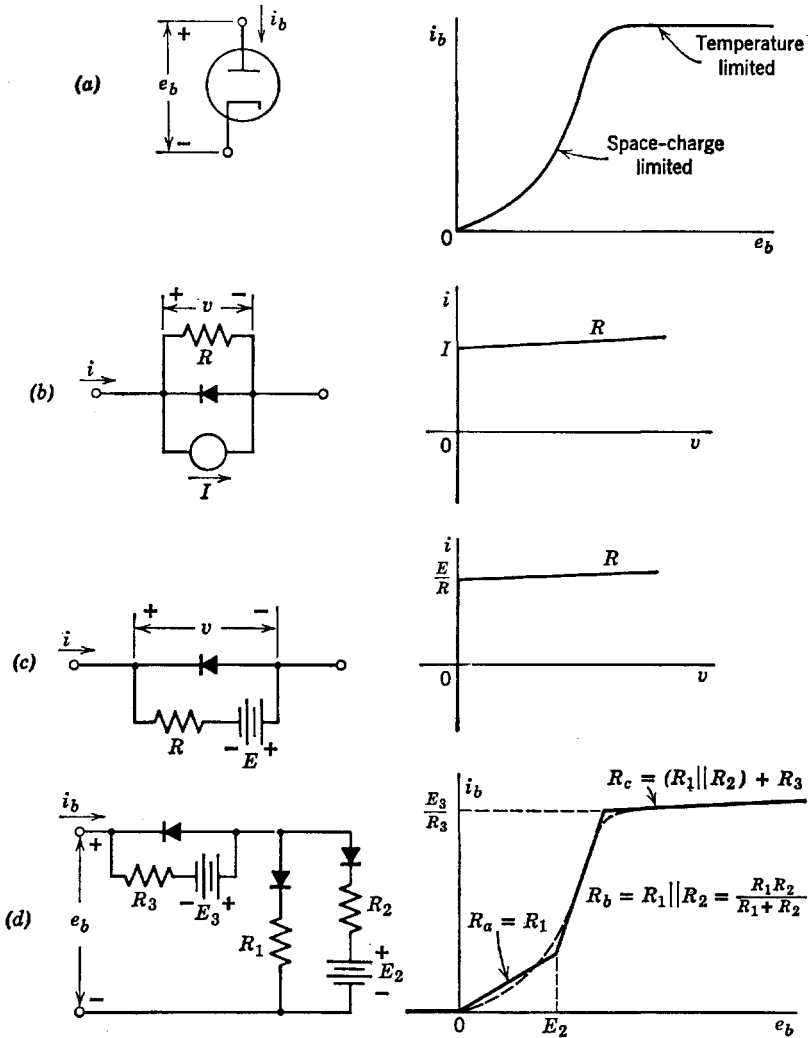 (a)
+
i_b
e_b
−
i_b
Temperature limited
Space-charge limited
0
e_b
(b)
+ v −
R
i
I
i
R
I
0
v
(c)
+ v −
i
R
− E +
i
E/R
R
0
v
(d)
i_b
+
R_3
− E_3 +
e_b
R_1
R_2
+
E_2
−
−
i_b
E_3/R_3
R_c = (R_1||R_2) + R_3
R_b = R_1||R_2 = R_1R_2/R_1 + R_2
R_a = R_1
0
E_2
e_b